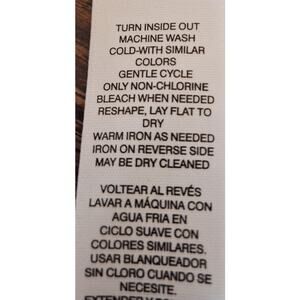 TURN INSIDE OUT
MACHINE WASH
COLD-WITH SIMILAR
COLORS
GENTLE CYCLE
ONLY NON-CHLORINE
BLEACH WHEN NEEDED
RESHAPE, LAY FLAT TO
DRY
WARM IRON AS NEEDED
IRON ON REVERSE SIDE
MAY BE DRY CLEANED
VOLTEAR AL REVÉS
LAVAR A MÁQUINA CON
AGUA FRIA EN
CICLO SUAVE CON
COLORES SIMILARES.
USAR BLANQUEADOR
SIN CLORO CUANDO SE
NECESITE.
EXTENDER Y